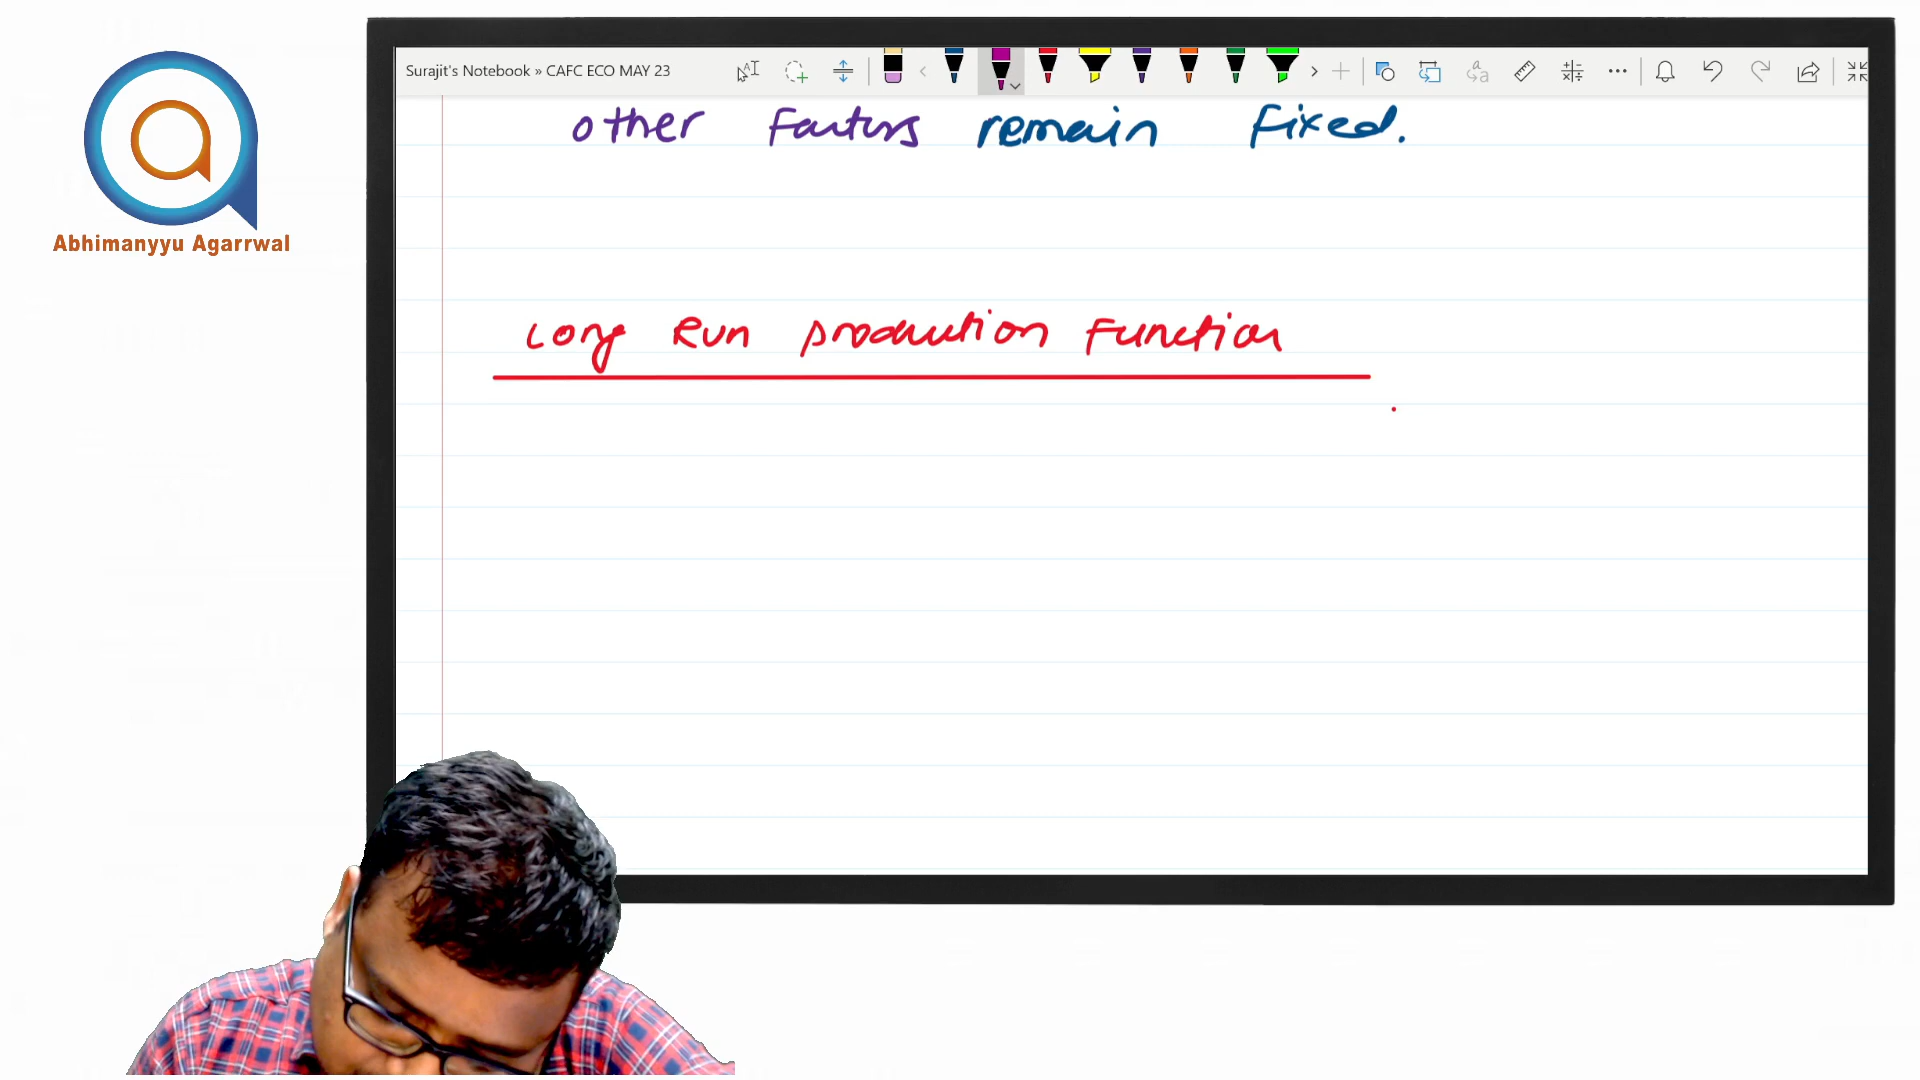 Abhimanyyu Agarrwal
Surajit's Notebook » CAFC ECO MAY 23
other Factors remain Fixed.
Long Run production Function